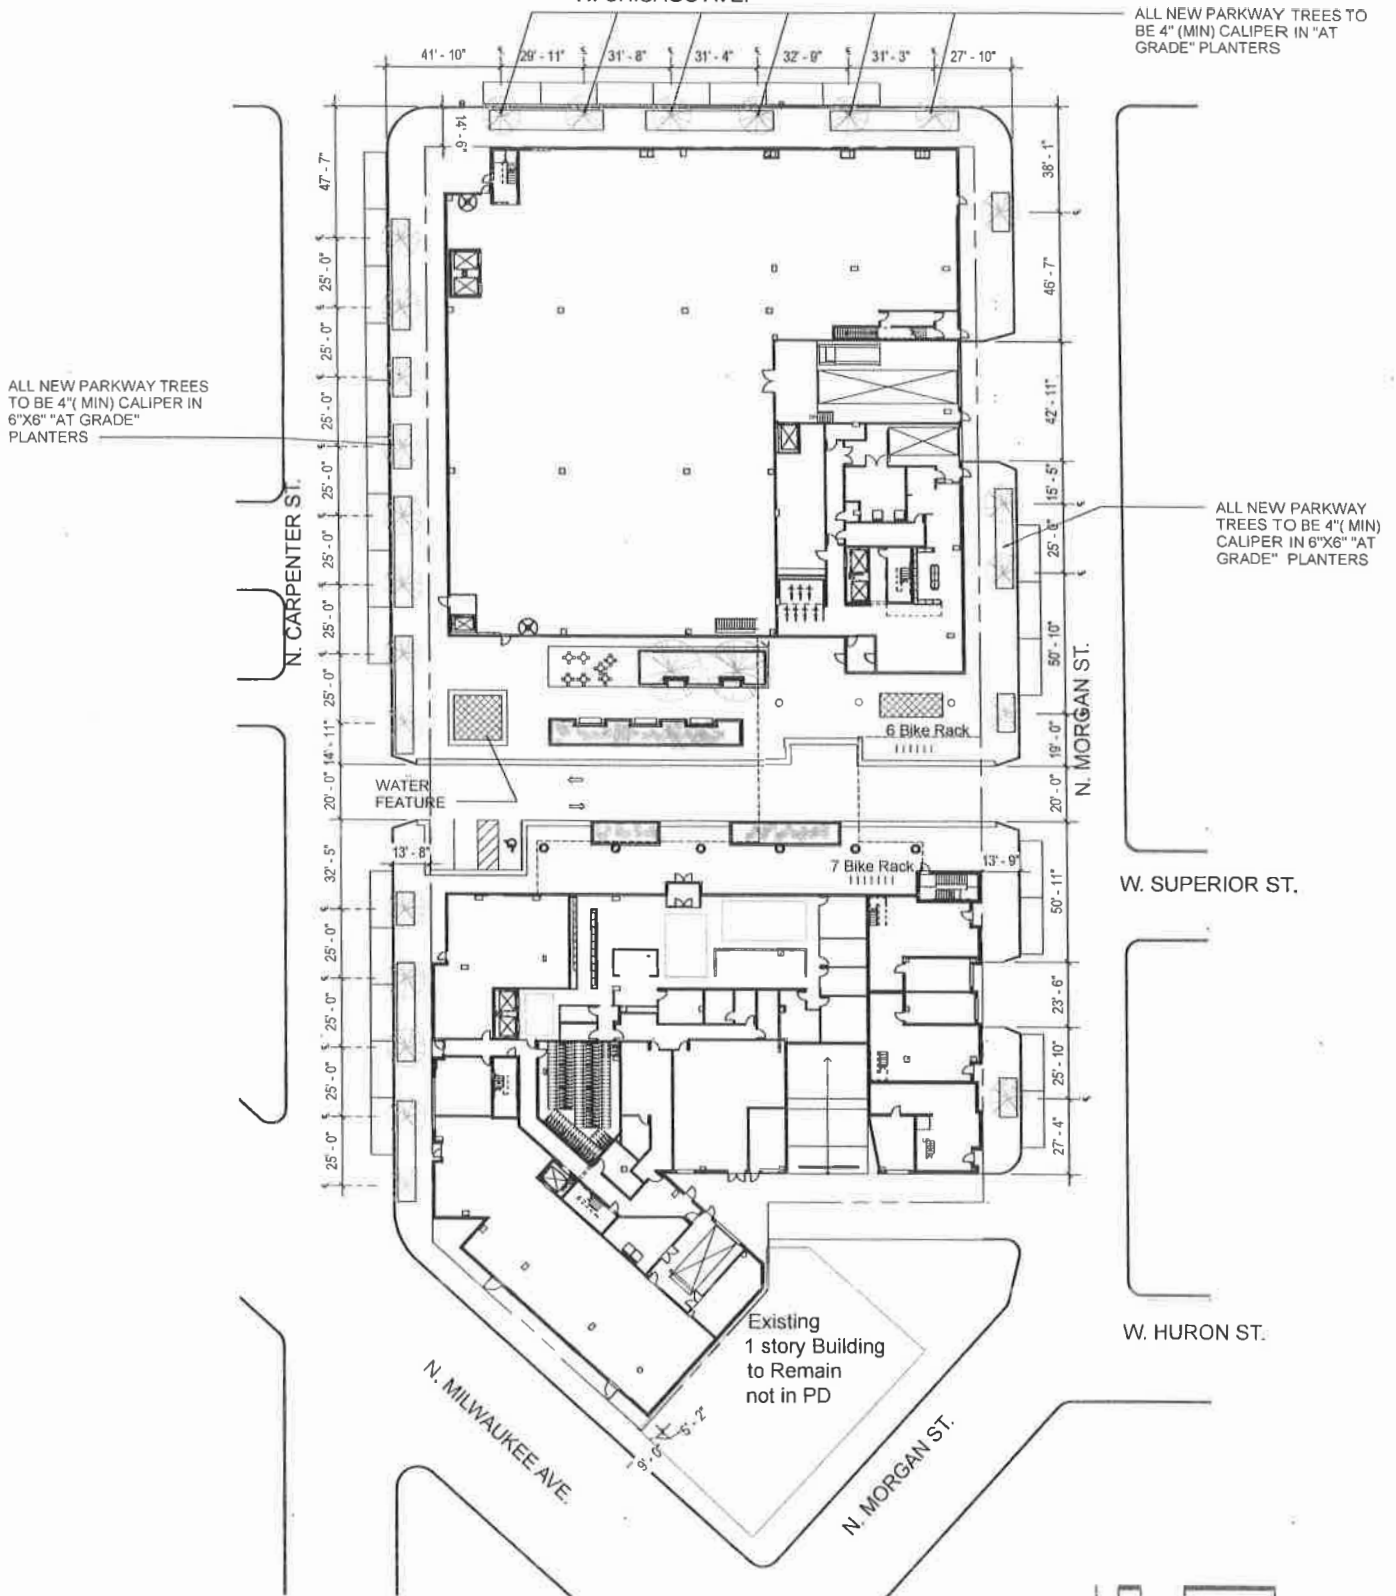 ALL NEW PARKWAY TREES TO
BE 4" (MIN) CALIPER IN "AT
GRADE" PLANTERS
41' - 10"
29' - 11"
31' - 8"
31' - 4"
32' - 9"
31' - 3"
27' - 10"
14' - 6"
47' - 7"
25' - 0"
25' - 0"
25' - 0"
25' - 0"
25' - 0"
25' - 0"
25' - 0"
14' - 11"
20' - 0"
32' - 5"
25' - 0"
25' - 0"
25' - 0"
25' - 0"
38' - 1"
46' - 7"
42' - 11"
15' - 5"
25' - 0"
50' - 10"
19' - 0"
20' - 0"
50' - 11"
23' - 6"
25' - 10"
27' - 4"
ALL NEW PARKWAY TREES
TO BE 4"( MIN) CALIPER IN
6"X6" "AT GRADE"
PLANTERS
N. CARPENTER ST.
ALL NEW PARKWAY
TREES TO BE 4"( MIN)
CALIPER IN 6"X6" "AT
GRADE" PLANTERS
N. MORGAN ST.
6 Bike Rack
WATER
FEATURE
13' - 8"
7 Bike Rack
13' - 9"
W. SUPERIOR ST.
Existing
1 story Building
to Remain
not in PD
W. HURON ST.
5' - 2"
9' - 0"
N. MILWAUKEE AVE.
N. MORGAN ST.